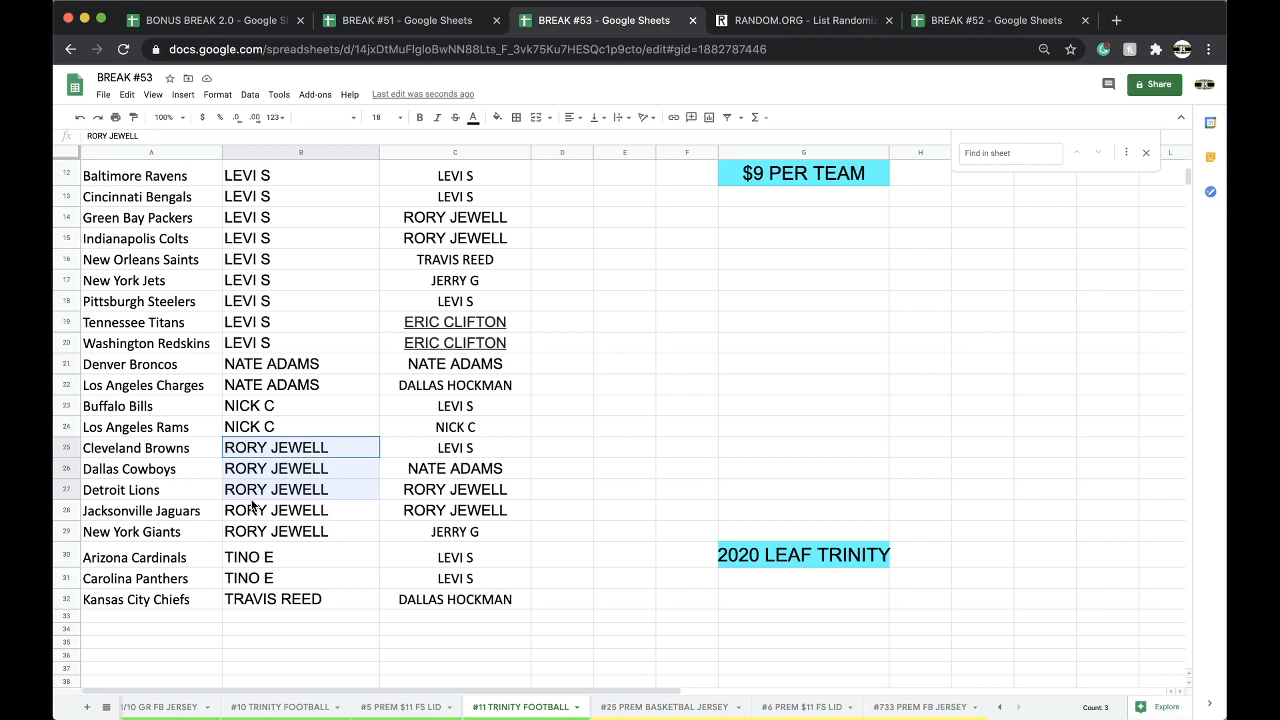 BONUS BREAK 2.0 - Google S
BREAK #51 - Google Sheets
BREAK #53 - Google Sheets
RANDOM.ORG - List Randomiz
BREAK #52 - Google Sheets
docs.google.com/spreadsheets/d/14jxDtMuFlgloBwNN88Lts_F_3vk75Ku7HESQc1p9cto/edit#gid=1882787446
BREAK #53
File Edit View Insert Format Data Tools Add-ons Help Last edit was seconds ago
Share
100% $ % .0 .00 123 18 B I S A
fx RORY JEWELL
Find in sheet
A B C D E F G H L
12 Baltimore Ravens LEVI S LEVI S $9 PER TEAM
13 Cincinnati Bengals LEVI S LEVI S
14 Green Bay Packers LEVI S RORY JEWELL
15 Indianapolis Colts LEVI S RORY JEWELL
16 New Orleans Saints LEVI S TRAVIS REED
17 New York Jets LEVI S JERRY G
18 Pittsburgh Steelers LEVI S LEVI S
19 Tennessee Titans LEVI S ERIC CLIFTON
20 Washington Redskins LEVI S ERIC CLIFTON
21 Denver Broncos NATE ADAMS NATE ADAMS
22 Los Angeles Charges NATE ADAMS DALLAS HOCKMAN
23 Buffalo Bills NICK C LEVI S
24 Los Angeles Rams NICK C NICK C
25 Cleveland Browns RORY JEWELL LEVI S
26 Dallas Cowboys RORY JEWELL NATE ADAMS
27 Detroit Lions RORY JEWELL RORY JEWELL
28 Jacksonville Jaguars RORY JEWELL RORY JEWELL
29 New York Giants RORY JEWELL JERRY G
30 Arizona Cardinals TINO E LEVI S 2020 LEAF TRINITY
31 Carolina Panthers TINO E LEVI S
32 Kansas City Chiefs TRAVIS REED DALLAS HOCKMAN
33
34
35
36
37
38
1/10 GR FB JERSEY #10 TRINITY FOOTBALL #5 PREM $11 FS LID #11 TRINITY FOOTBALL #25 PREM BASKETBAL JERSEY #6 PREM $11 FS LID #733 PREM FB JERSEY Count: 3 Explore